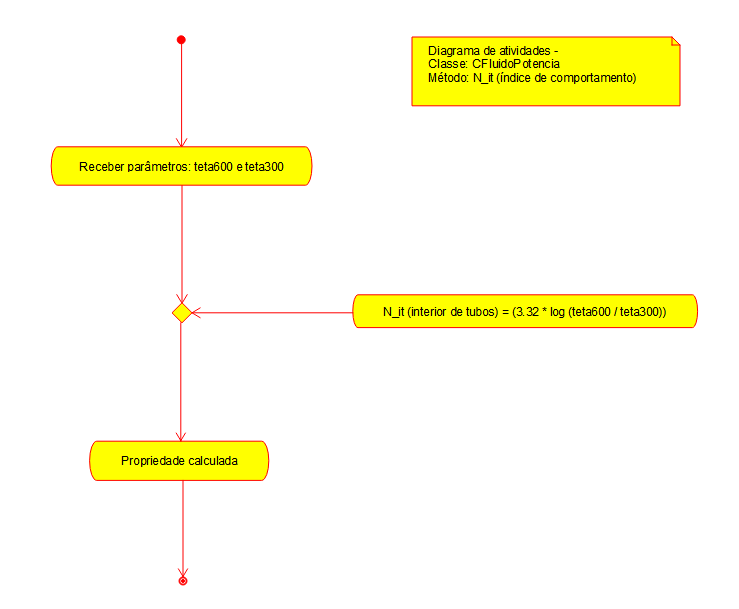 Diagrama de atividades -
Classe: CFluidoPotencia
Método: N_it (índice de comportamento)
Receber parâmetros: teta600 e teta300
N_it (interior de tubos) = (3.32 * log (teta600 / teta300))
Propriedade calculada